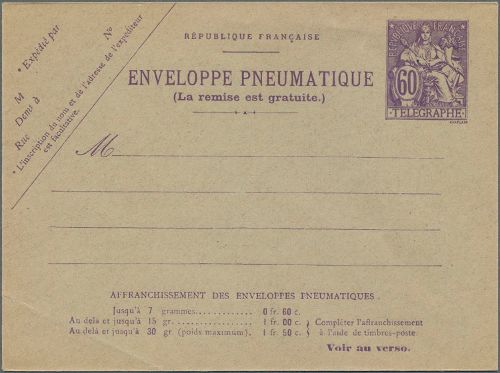 * Expédié par
M
Demt à
Rue Nº
* L'inscription du nom et de l'adresse de l'expéditeur
est facultative.
RÉPUBLIQUE FRANÇAISE
ENVELOPPE PNEUMATIQUE
(La remise est gratuite.)
RÉPUBLIQUE FRANÇAISE
60
TÉLÉGRAPHE
CHAPLAIN
M
AFFRANCHISSEMENT DES ENVELOPPES PNEUMATIQUES.
Jusqu'à 7 grammes............. 0 fr. 60 c.
Au delà et jusqu'à 15 gr. .................. 1 fr. 00 c. } Compléter l'affranchissement
Au delà et jusqu'à 30 gr (poids maximum). 1 fr. 50 c. } à l'aide de timbres-poste
Voir au verso.